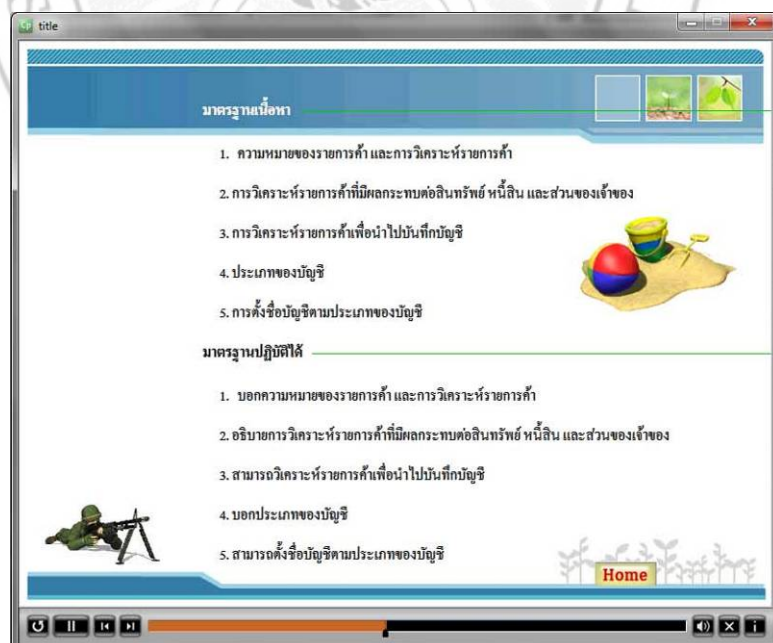 title
มาตรฐานเนื้อหา
1. ความหมายของรายการค้า และการวิเคราะห์รายการค้า
2. การวิเคราะห์รายการค้าที่มีผลกระทบต่อสินทรัพย์ หนี้สิน และส่วนของเจ้าของ
3. การวิเคราะห์รายการค้าเพื่อนำไปบันทึกบัญชี
4. ประเภทของบัญชี
5. การตั้งชื่อบัญชีตามประเภทของบัญชี
มาตรฐานปฏิบัติได้
1. บอกความหมายของรายการค้า และการวิเคราะห์รายการค้า
2. อธิบายการวิเคราะห์รายการค้าที่มีผลกระทบต่อสินทรัพย์ หนี้สิน และส่วนของเจ้าของ
3. สามารถวิเคราะห์รายการค้าเพื่อนำไปบันทึกบัญชี
4. บอกประเภทของบัญชี
5. สามารถตั้งชื่อบัญชีตามประเภทของบัญชี
Home